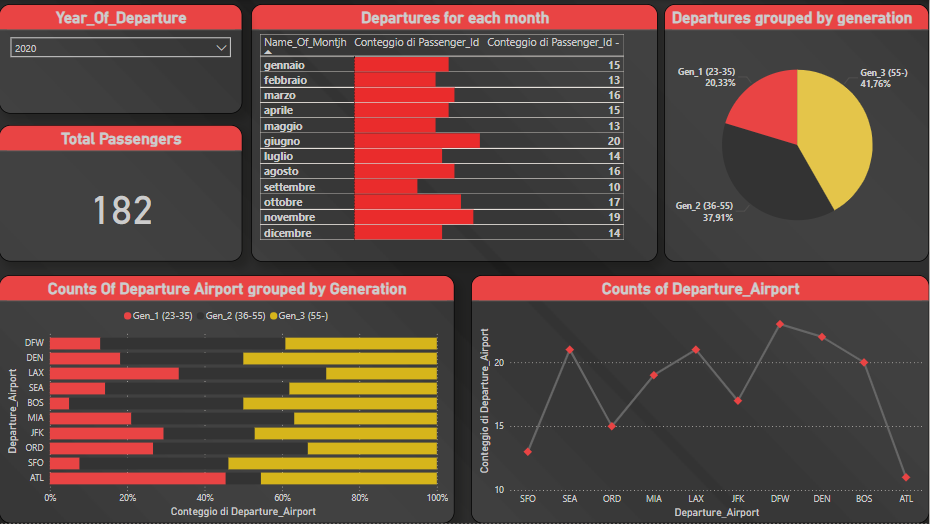 Year_Of_Departure
2020
Total Passengers
182
Departures for each month
Name_Of_Montjh Conteggio di Passenger_Id Conteggio di Passenger_Id -
gennaio 15
febbraio 13
marzo 16
aprile 15
maggio 13
giugno 20
luglio 14
agosto 16
settembre 10
ottobre 17
novembre 19
dicembre 14
Departures grouped by generation
Gen_1 (23-35)
20,33%
Gen_3 (55-)
41,76%
Gen_2 (36-55)
37,91%
Counts Of Departure Airport grouped by Generation
Gen_1 (23-35) Gen_2 (36-55) Gen_3 (55-)
Departure_Airport
DFW
DEN
LAX
SEA
BOS
MIA
JFK
ORD
SFO
ATL
0% 20% 40% 60% 80% 100%
Conteggio di Departure_Airport
Counts of Departure_Airport
Conteggio di Departure_Airport
20
15
10
SFO SEA ORD MIA LAX JFK DFW DEN BOS ATL
Departure_Airport